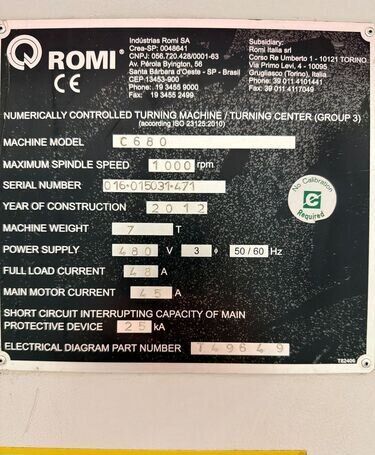 ROMI®
CE
Indústrias Romi SA
Crea-SP: 0048641
CNPJ: 056.720.428/0001-63
Av. Pérola Byington, 56
Santa Bárbara d'Oeste - SP - Brasil
CEP:13453-900
Phone: 19 3455 9000
Fax: 19 3455 2499
Subsidiary:
Romi Italia srl
Corso Re Umberto 1 - 10121 TORINO
Via Primo Levi, 4 - 10095
Grugliasco (Torino), Italia
Phone: 39 011 4104411
Fax: 39 011 4117049
NUMERICALLY CONTROLLED TURNING MACHINE / TURNING CENTER (GROUP 3)
(according ISO 23125:2010)
MACHINE MODEL C 680
MAXIMUM SPINDLE SPEED 1000 rpm
SERIAL NUMBER 016-015031-471
YEAR OF CONSTRUCTION 2012
No Calibration
Required
MACHINE WEIGHT 7 T
POWER SUPPLY 480 V 3 ɸ 50/60 Hz
FULL LOAD CURRENT 48 A
MAIN MOTOR CURRENT 45 A
SHORT CIRCUIT INTERRUPTING CAPACITY OF MAIN
PROTECTIVE DEVICE 25 kA
ELECTRICAL DIAGRAM PART NUMBER T49649
T82406